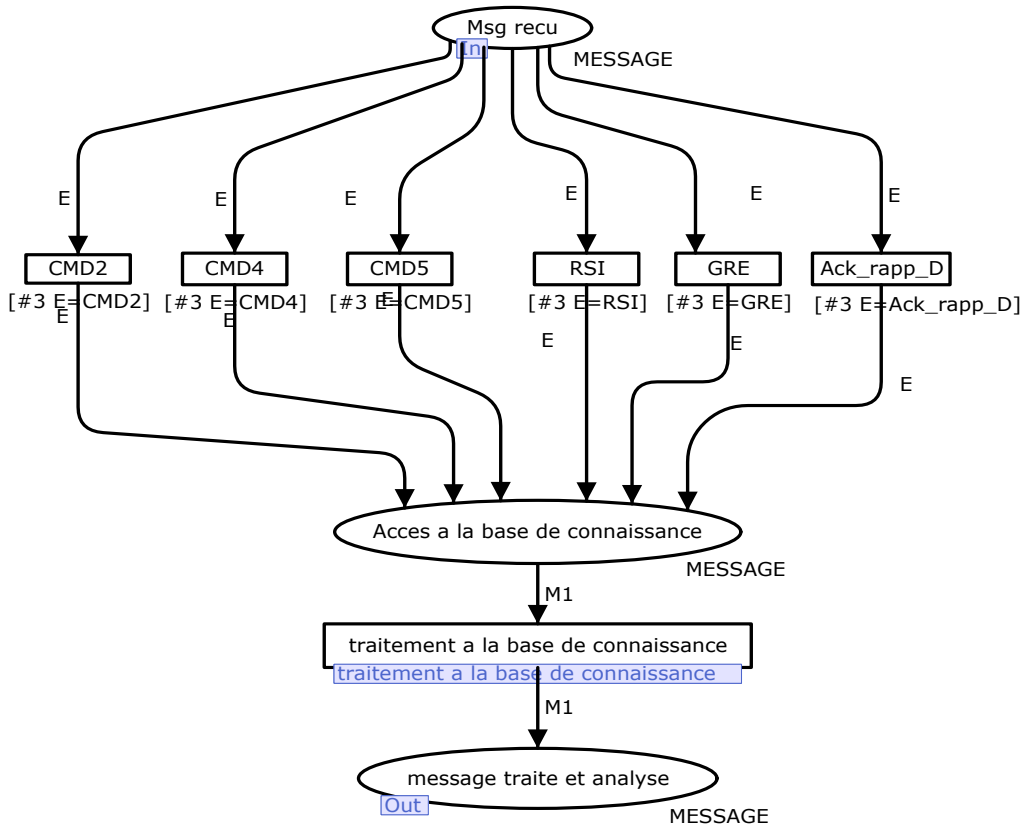 Msg recu
In
MESSAGE
E
E
E
E
E
E
CMD2
CMD4
CMD5
RSI
GRE
Ack_rapp_D
[#3 E=CMD2]
[#3 E=CMD4]
[#3 E=CMD5]
[#3 E=RSI]
[#3 E=GRE]
[#3 E=Ack_rapp_D]
E
E
E
E
E
E
Acces a la base de connaissance
MESSAGE
M1
traitement a la base de connaissance
traitement a la base de connaissance
M1
message traite et analyse
Out
MESSAGE